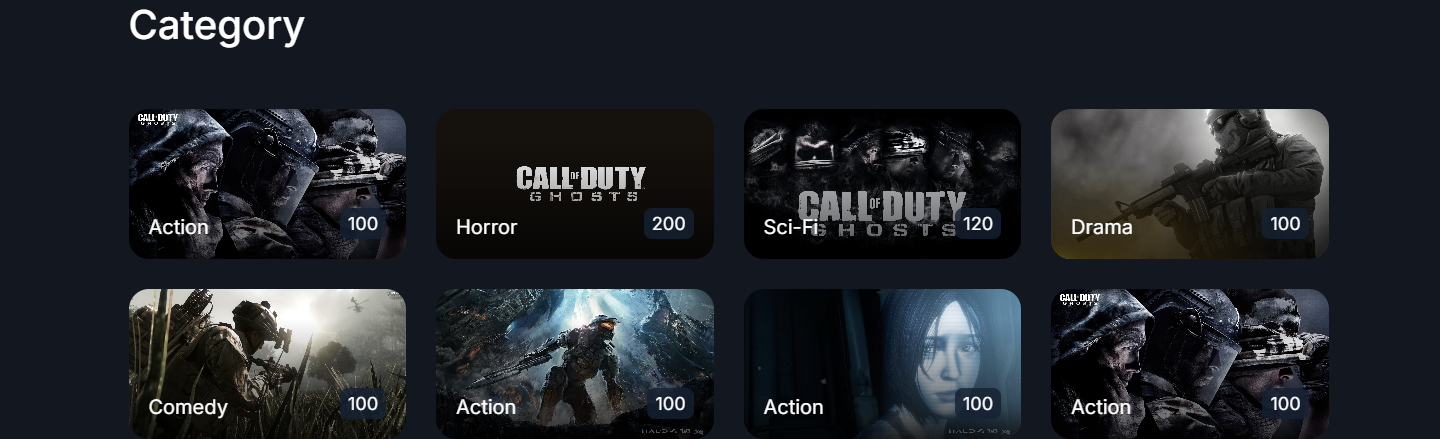 Category
CALL OF DUTY
GHOSTS
Action
100
CALL OF DUTY
GHOSTS
Horror
200
CALL OF DUTY
GHOSTS
Sci-Fi
120
Drama
100
Comedy
100
Action
100
Action
100
CALL OF DUTY
GHOSTS
Action
100